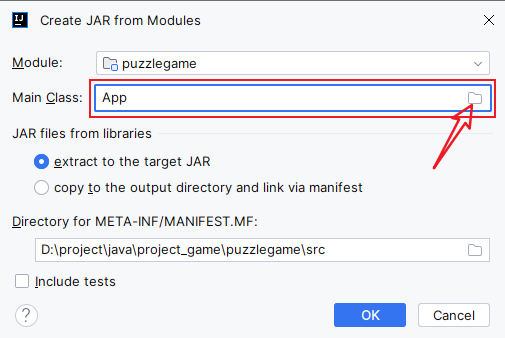 IJ
Create JAR from Modules
Module: puzzlegame
Main Class: App
JAR files from libraries
extract to the target JAR
copy to the output directory and link via manifest
Directory for META-INF/MANIFEST.MF:
D:\project\java\project_game\puzzlegame\src
Include tests
? OK Cancel